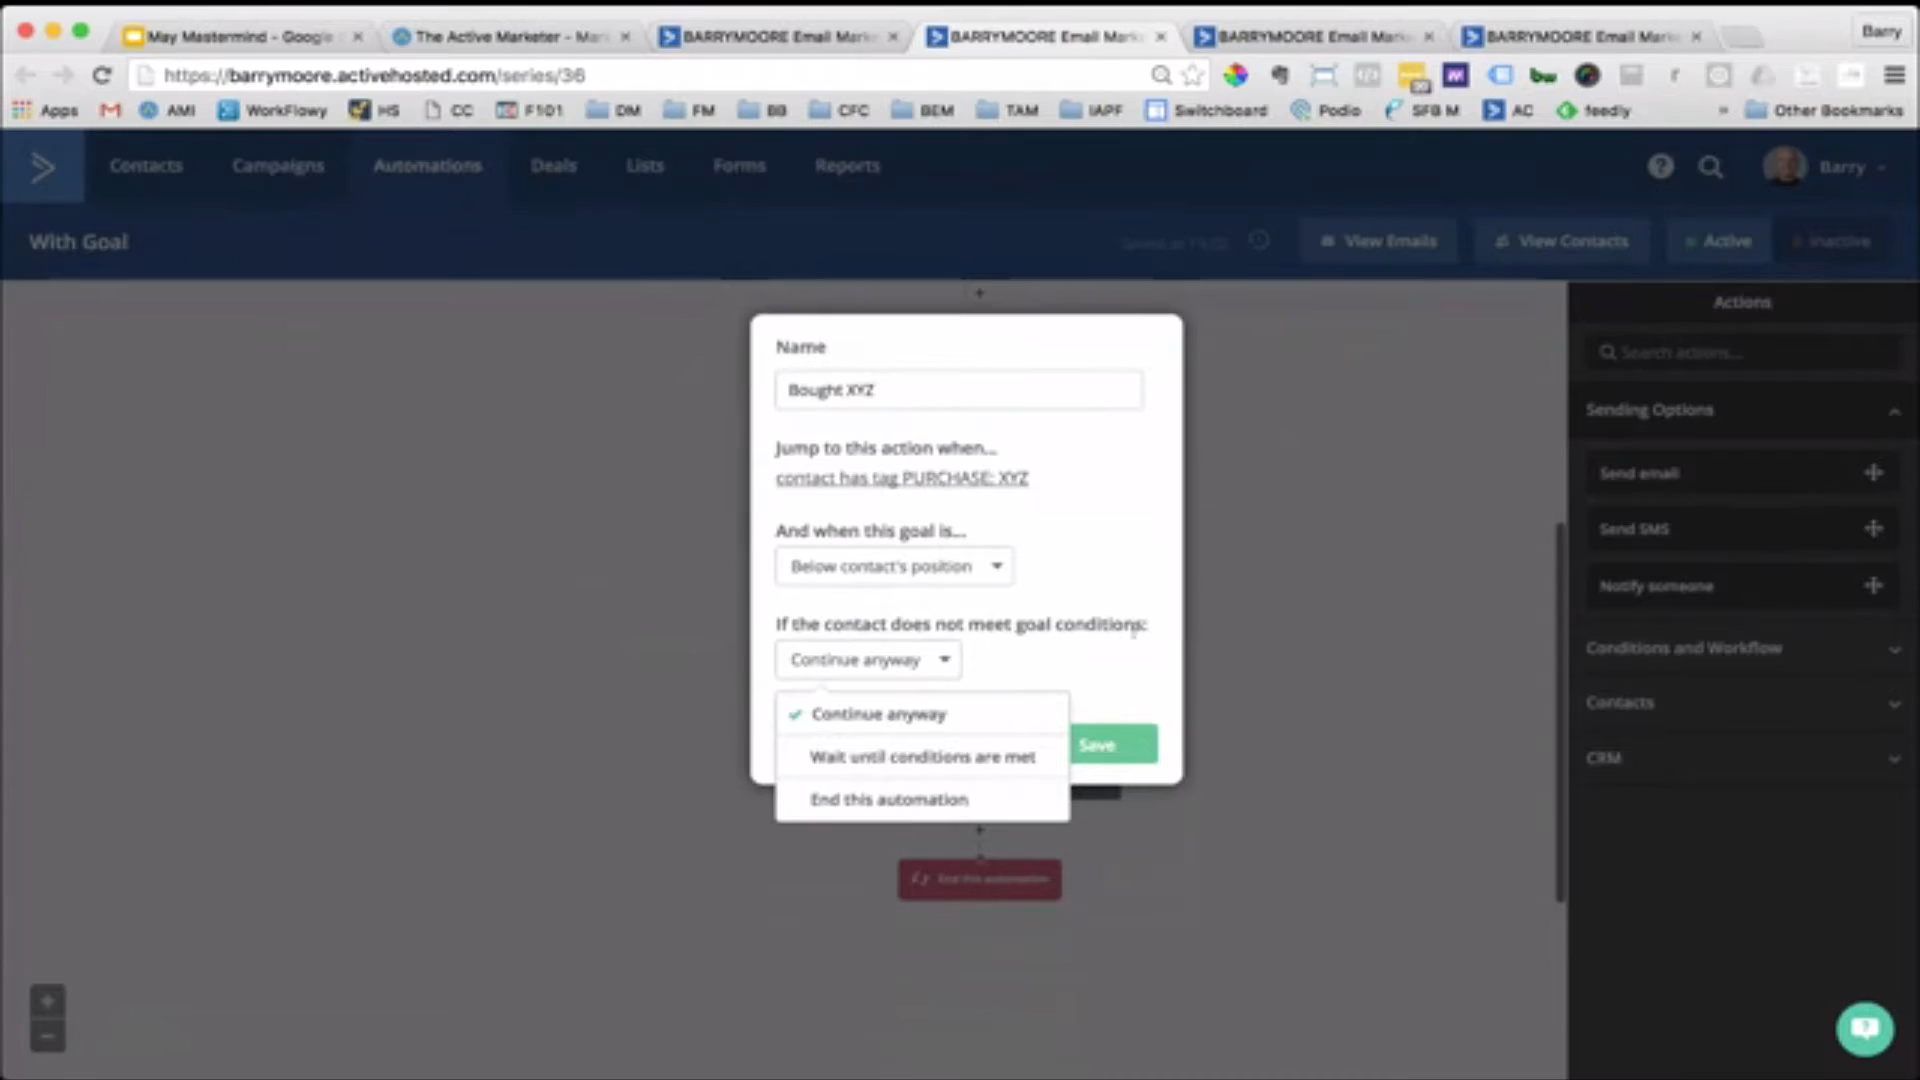 May Mastermind - Google
The Active Marketer - Mar
BARRYMOORE Email Mark
BARRYMOORE Email Mark
BARRYMOORE Email Mark
BARRYMOORE Email Mark
Barry
https://barrymoore.activehosted.com/series/36
Apps
AMI
WorkFlowy
HS
CC
F101
DM
FM
BB
CFC
BEM
TAM
IAPF
Switchboard
Podio
SFB M
AC
feedly
» Other Bookmarks
Contacts
Campaigns
Automations
Deals
Lists
Forms
Reports
Barry
With Goal
View Emails
View Contacts
Active
Inactive
Actions
Search actions...
Sending Options
Send email
Send SMS
Notify someone
Conditions and Workflow
Contacts
CRM
Name
Bought XYZ
Jump to this action when...
contact has tag PURCHASE: XYZ
And when this goal is...
Below contact's position
If the contact does not meet goal conditions:
Continue anyway
Continue anyway
Wait until conditions are met
End this automation
Save
End this automation